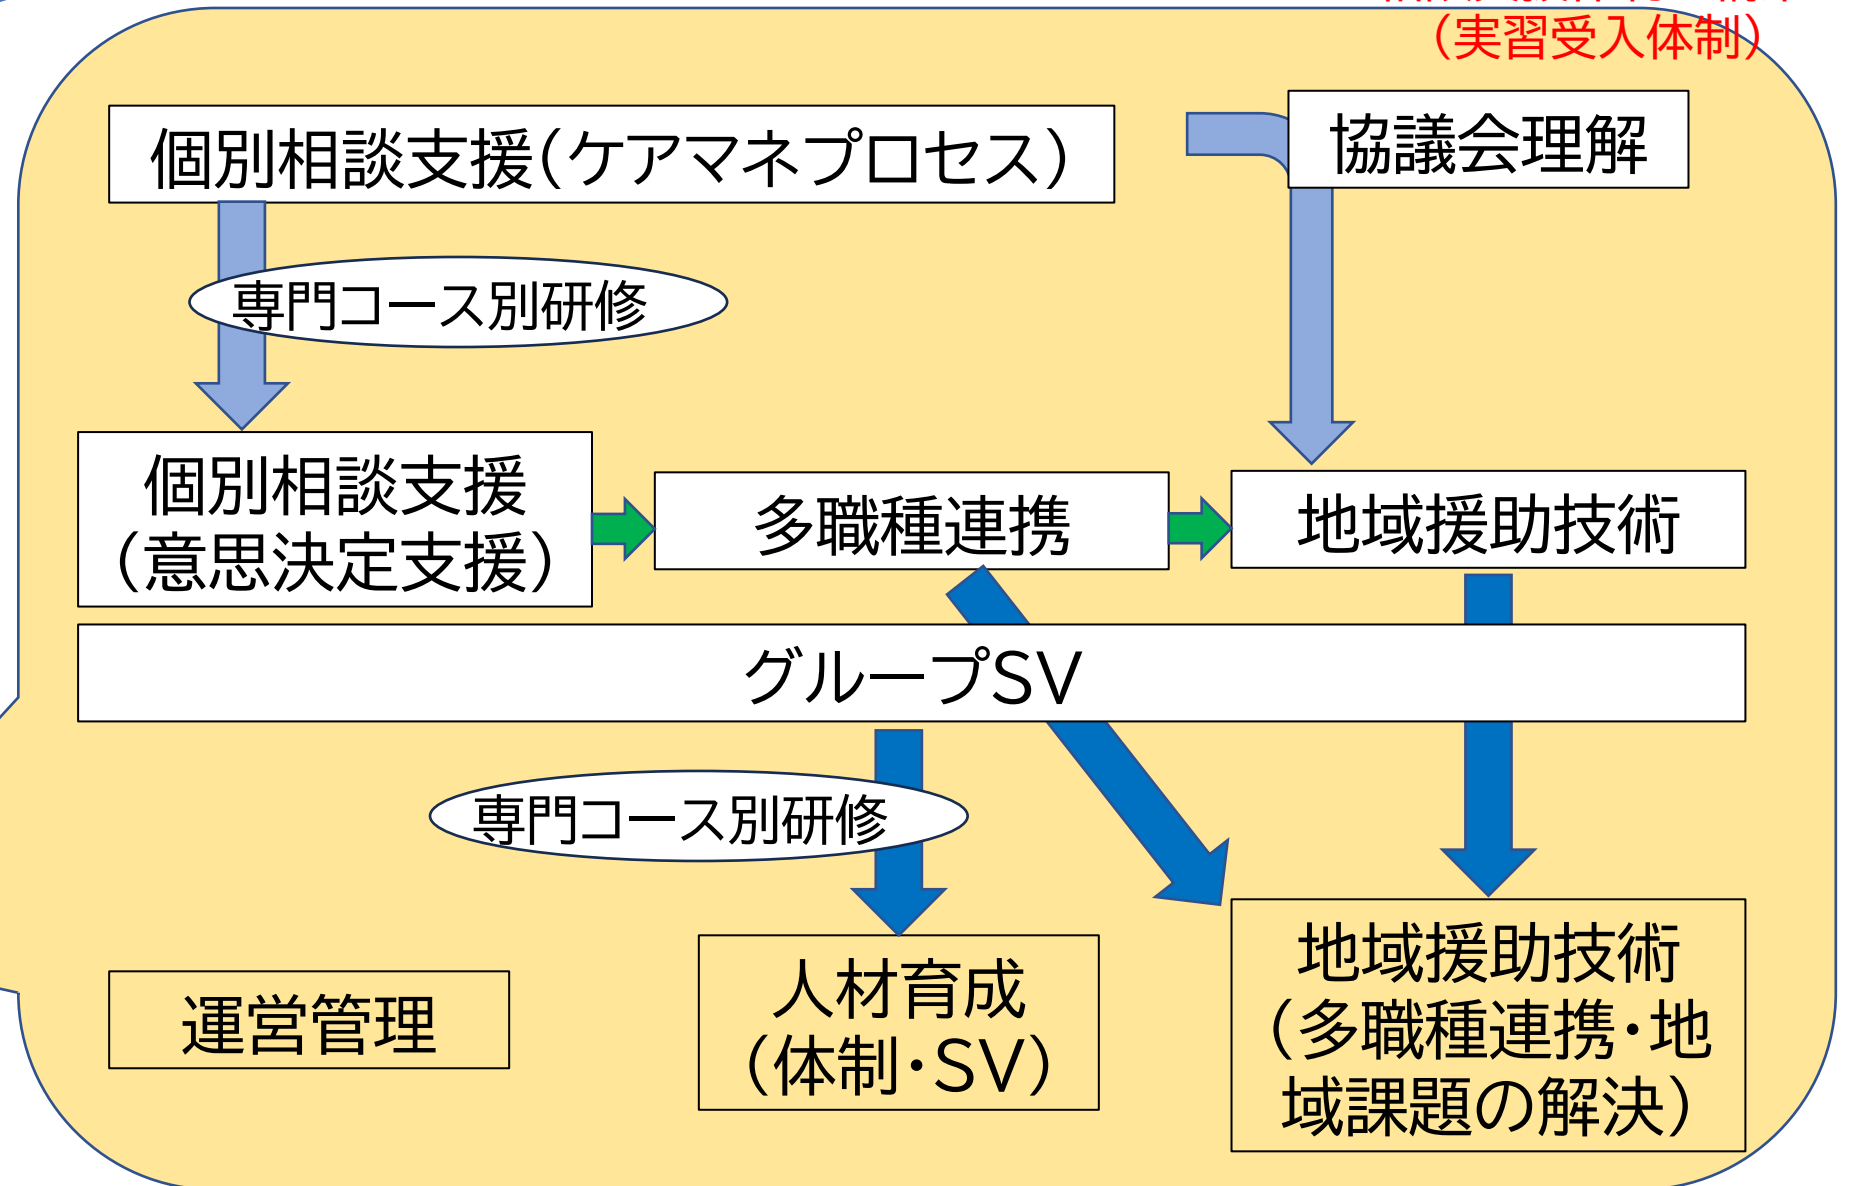 （実習受入体制）
個別相談支援（ケアマネプロセス）
協議会理解
専門コース別研修
個別相談支援
（意思決定支援）
多職種連携
地域援助技術
グループSV
専門コース別研修
運営管理
人材育成
（体制・SV）
地域援助技術
（多職種連携・地
域課題の解決）